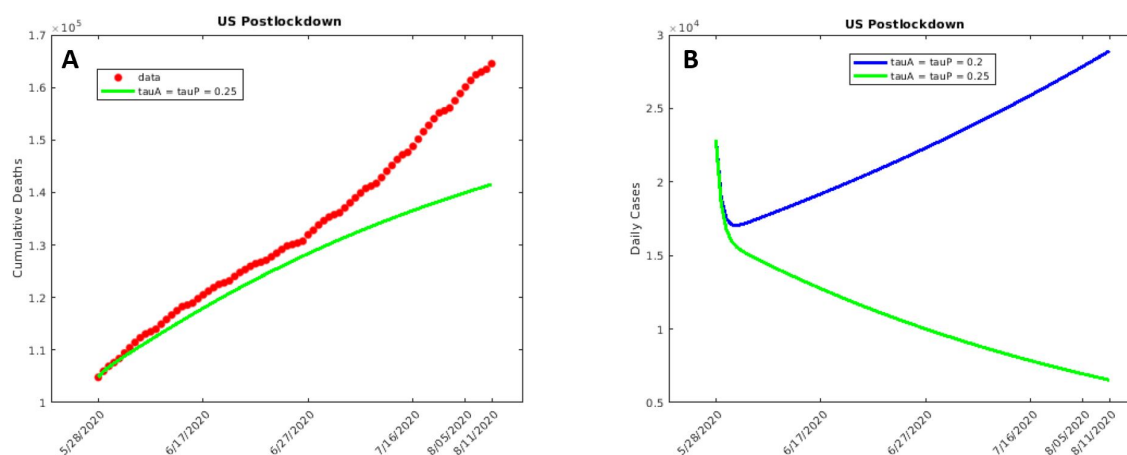 US Postlockdown
×10⁵
1.7
A
data
tauA = tauP = 0.25
1.6
1.5
1.4
1.3
1.2
1.1
1
Cumulative Deaths
5/28/2020
6/17/2020
6/27/2020
7/16/2020
8/05/2020
8/11/2020
US Postlockdown
×10⁴
3
B
tauA = tauP = 0.2
tauA = tauP = 0.25
2.5
2
1.5
1
0.5
Daily Cases
5/28/2020
6/17/2020
6/27/2020
7/16/2020
8/05/2020
8/11/2020